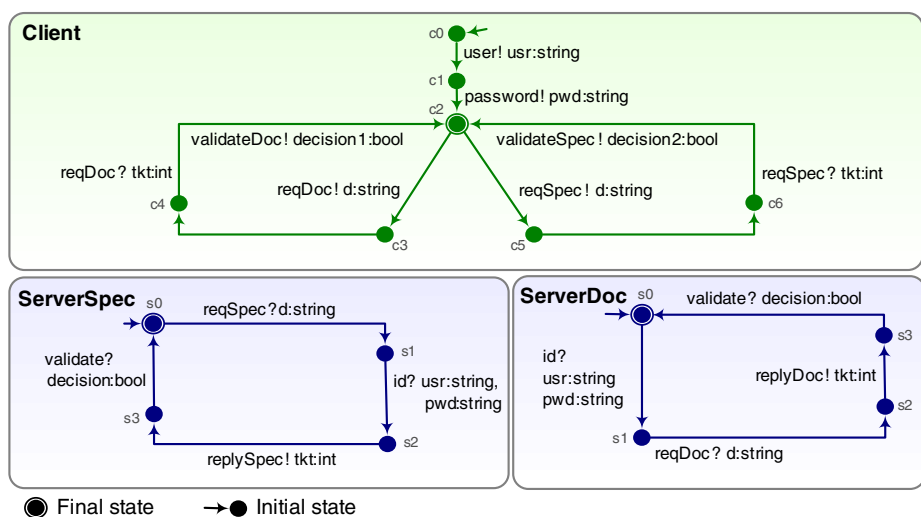 Client
c0
user! usr:string
c1
password! pwd:string
c2
validateDoc! decision1:bool
validateSpec! decision2:bool
reqDoc? tkt:int
reqDoc! d:string
reqSpec! d:string
reqSpec? tkt:int
c4
c3
c5
c6
ServerSpec
s0
reqSpec?d:string
s1
validate?
decision:bool
id? usr:string,
pwd:string
s3
s2
replySpec! tkt:int
ServerDoc
s0
validate? decision:bool
s3
id?
usr:string
pwd:string
replyDoc! tkt:int
s2
s1
reqDoc? d:string
Final state
Initial state